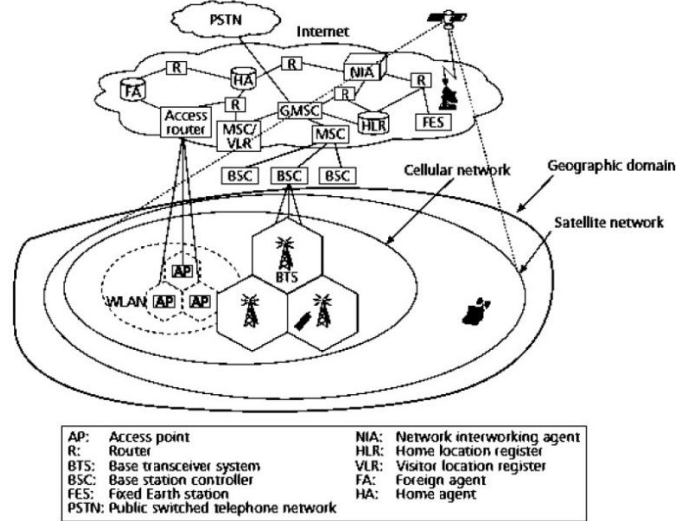 PSTN
Internet
R
R
NIA
R
HA
FA
R
R
Access
router
GMSC
HLR
FES
MSC/
VLR
MSC
BSC
BSC
BSC
Cellular network
Geographic domain
Satellite network
BTS
AP
WLAN
AP
AP
AP: Access point
R: Router
BTS: Base transceiver system
BSC: Base station controller
FES: Fixed Earth station
PSTN: Public switched telephone network
NIA: Network interworking agent
HLR: Home location register
VLR: Visitor location register
FA: Foreign agent
HA: Home agent